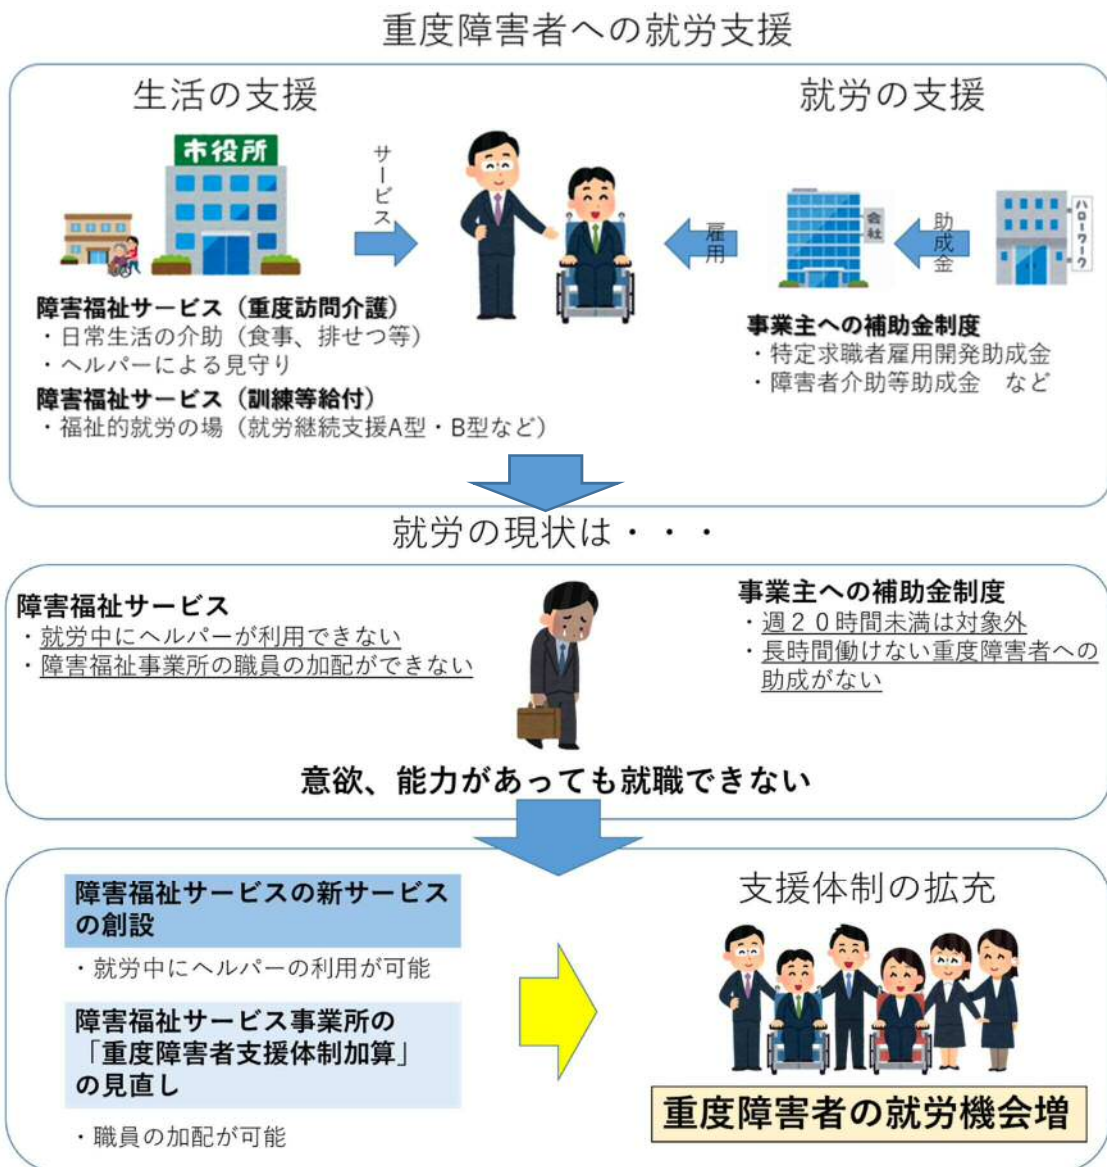 重度障害者への就労支援
生活の支援
就労の支援
市役所
サービス
雇用
会社
助成金
ハローワーク
障害福祉サービス（重度訪問介護）
・日常生活の介助（食事、排せつ等）
・ヘルパーによる見守り
障害福祉サービス（訓練等給付）
・福祉的就労の場（就労継続支援A型・B型など）
事業主への補助金制度
・特定求職者雇用開発助成金
・障害者介助等助成金　など
就労の現状は・・・
障害福祉サービス
・就労中にヘルパーが利用できない
・障害福祉事業所の職員の加配ができない
事業主への補助金制度
・週２０時間未満は対象外
・長時間働けない重度障害者への
助成がない
意欲、能力があっても就職できない
障害福祉サービスの新サービス
の創設
・就労中にヘルパーの利用が可能
障害福祉サービス事業所の
「重度障害者支援体制加算」
の見直し
・職員の加配が可能
支援体制の拡充
重度障害者の就労機会増